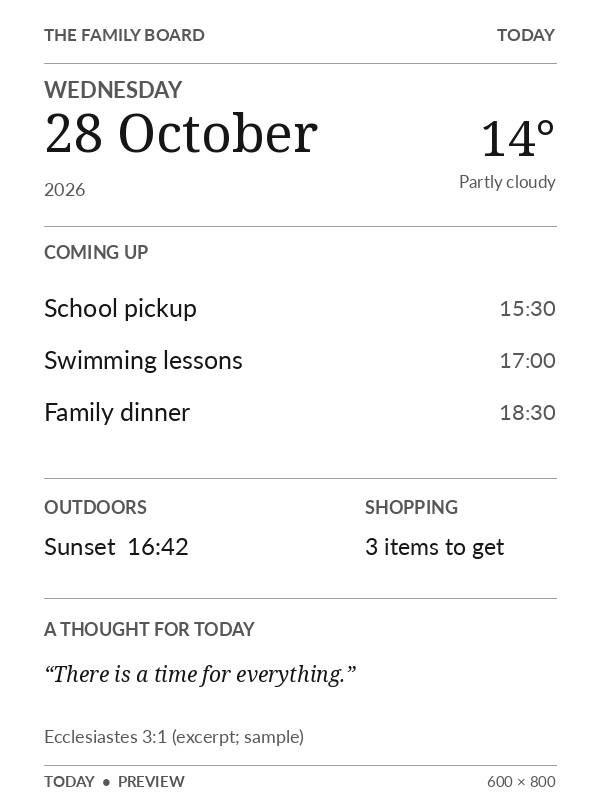 THE FAMILY BOARD TODAY
WEDNESDAY
28 October 14°
2026 Partly cloudy
COMING UP
School pickup 15:30
Swimming lessons 17:00
Family dinner 18:30
OUTDOORS SHOPPING
Sunset 16:42 3 items to get
A THOUGHT FOR TODAY
“There is a time for everything.”
Ecclesiastes 3:1 (excerpt; sample)
TODAY • PREVIEW 600 × 800